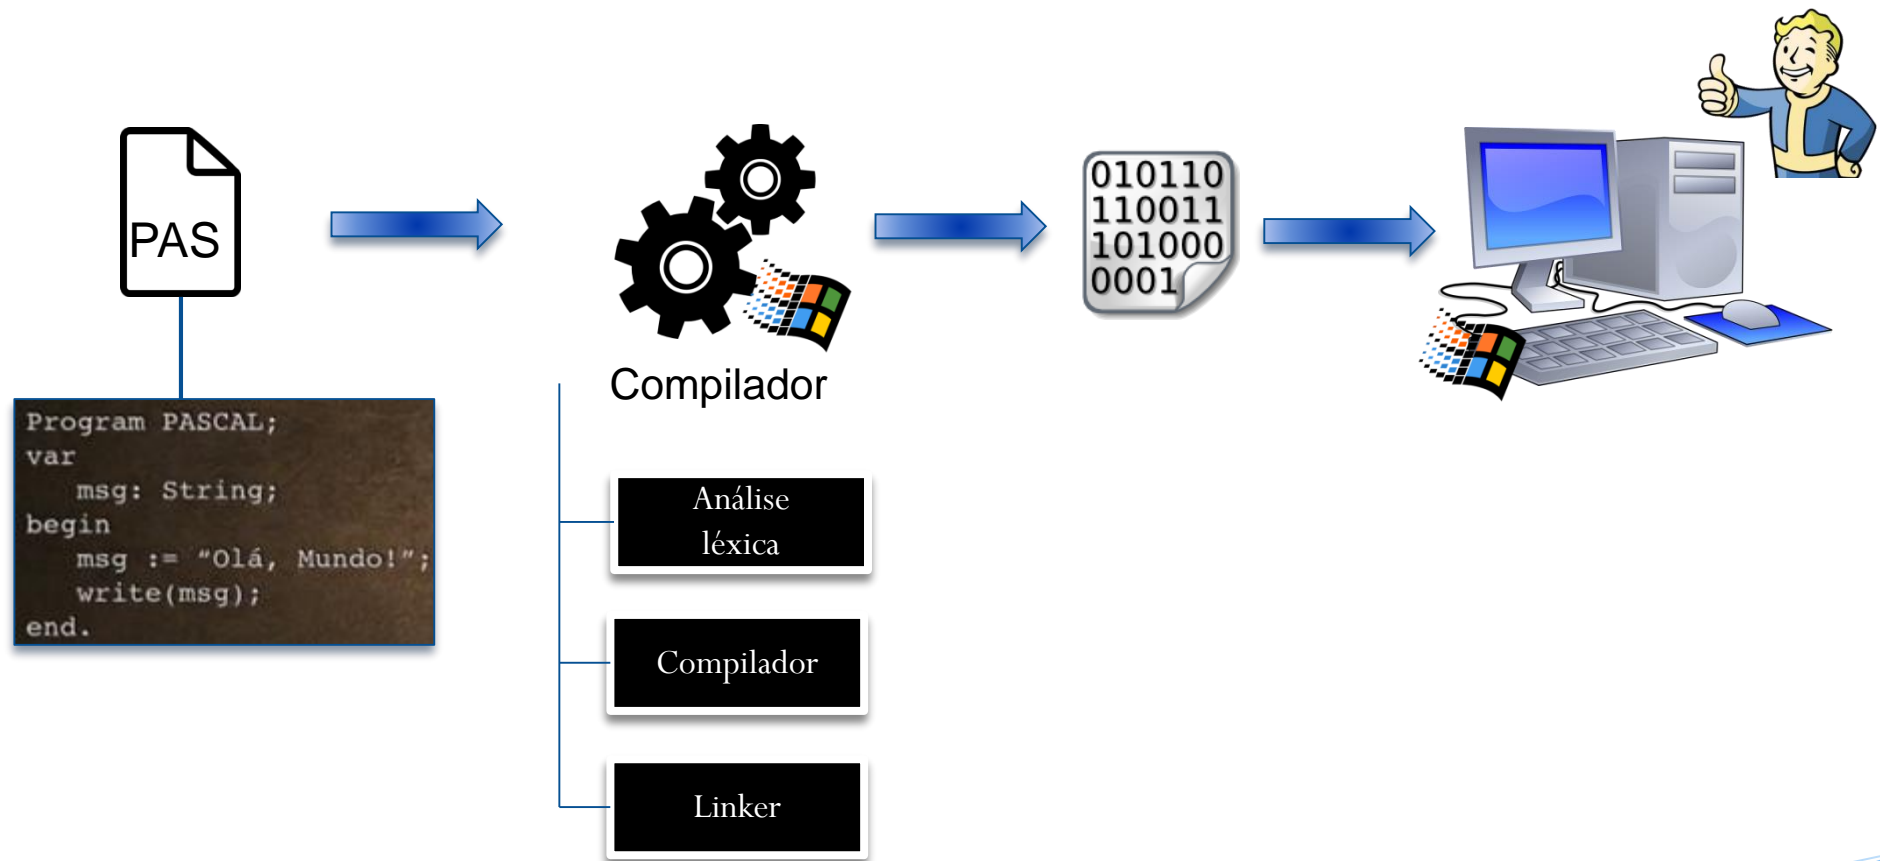 PAS
Program PASCAL;
var
msg: String;
begin
msg := “Olá, Mundo!”;
write(msg);
end.
Compilador
Análise
léxica
Compilador
Linker
010110
110011
101000
0001